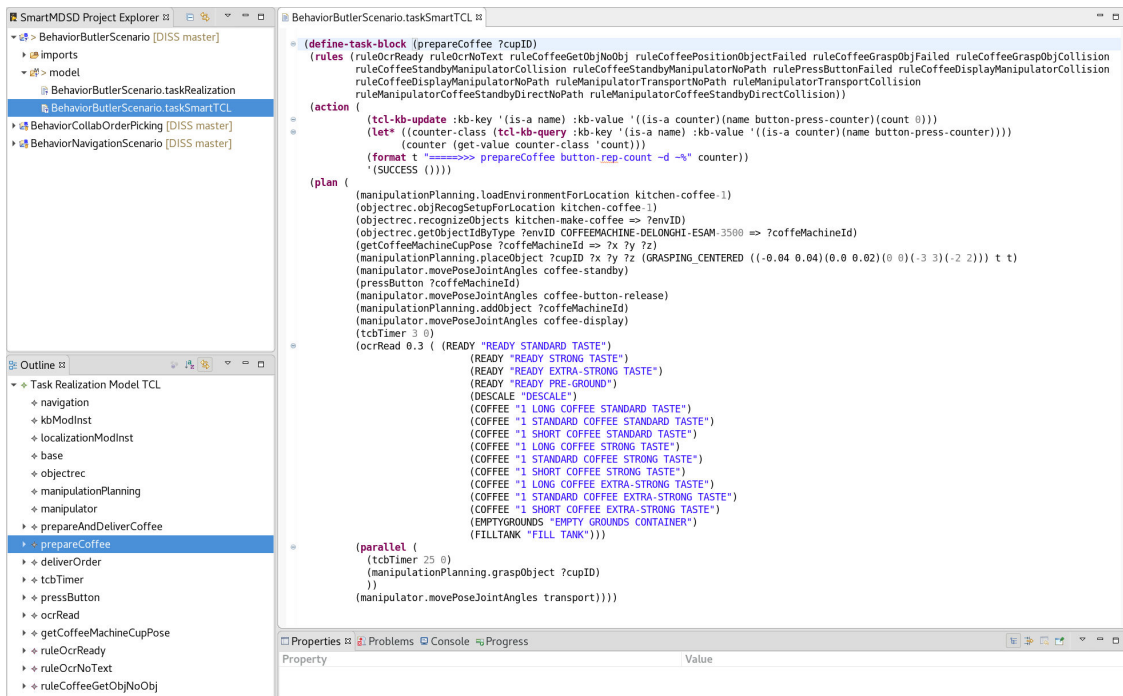 SmartMDSD Project Explorer
> BehaviorButlerScenario [DISS master]
imports
> model
BehaviorButlerScenario.taskRealization
BehaviorButlerScenario.taskSmartTCL
BehaviorCollabOrderPicking [DISS master]
BehaviorNavigationScenario [DISS master]
Outline
Task Realization Model TCL
navigation
kbModInst
localizationModInst
base
objectrec
manipulationPlanning
manipulator
prepareAndDeliverCoffee
prepareCoffee
deliverOrder
tcbTimer
pressButton
ocrRead
getCoffeeMachineCupPose
ruleOcrReady
ruleOcrNoText
ruleCoffeeGetObjNoObj
BehaviorButlerScenario.taskSmartTCL
(define-task-block (prepareCoffee ?cupID)
(rules (ruleOcrReady ruleOcrNoText ruleCoffeeGetObjNoObj ruleCoffeePositionObjectFailed ruleCoffeeGraspObjFailed ruleCoffeeGraspObjCollision
ruleCoffeeStandbyManipulatorCollision ruleCoffeeStandbyManipulatorNoPath rulePressButtonFailed ruleCoffeeDisplayManipulatorCollision
ruleCoffeeDisplayManipulatorNoPath ruleManipulatorTransportNoPath ruleManipulatorTransportCollision
ruleManipulatorCoffeeStandbyDirectNoPath ruleManipulatorCoffeeStandbyDirectCollision))
(action (
(tcl-kb-update :kb-key '(is-a name) :kb-value '((is-a counter)(name button-press-counter)(count 0)))
(let* ((counter-class (tcl-kb-query :kb-key '(is-a name) :kb-value '((is-a counter)(name button-press-counter))))
(counter (get-value counter-class 'count)))
(format t "=====>>> prepareCoffee button-rep-count ~d ~%" counter))
'(SUCCESS ())))
(plan (
(manipulationPlanning.loadEnvironmentForLocation kitchen-coffee-1)
(objectrec.objRecogSetupForLocation kitchen-coffee-1)
(objectrec.recognizeObjects kitchen-make-coffee => ?envID)
(objectrec.getObjectIdByType ?envID COFFEEMACHINE-DELONGHI-ESAM-3500 => ?coffeMachineId)
(getCoffeeMachineCupPose ?coffeMachineId => ?x ?y ?z)
(manipulationPlanning.placeObject ?cupID ?x ?y ?z (GRASPING_CENTERED ((-0.04 0.04)(0.0 0.02)(0 0)(-3 3)(-2 2))) t t)
(manipulator.movePoseJointAngles coffee-standby)
(pressButton ?coffeMachineId)
(manipulator.movePoseJointAngles coffee-button-release)
(manipulationPlanning.addObject ?coffeMachineId)
(manipulator.movePoseJointAngles coffee-display)
(tcbTimer 3 0)
(ocrRead 0.3 ( (READY "READY STANDARD TASTE")
(READY "READY STRONG TASTE")
(READY "READY EXTRA-STRONG TASTE")
(READY "READY PRE-GROUND")
(DESCALE "DESCALE")
(COFFEE "1 LONG COFFEE STANDARD TASTE")
(COFFEE "1 STANDARD COFFEE STANDARD TASTE")
(COFFEE "1 SHORT COFFEE STANDARD TASTE")
(COFFEE "1 LONG COFFEE STRONG TASTE")
(COFFEE "1 STANDARD COFFEE STRONG TASTE")
(COFFEE "1 SHORT COFFEE STRONG TASTE")
(COFFEE "1 LONG COFFEE EXTRA-STRONG TASTE")
(COFFEE "1 STANDARD COFFEE EXTRA-STRONG TASTE")
(COFFEE "1 SHORT COFFEE EXTRA-STRONG TASTE")
(EMPTYGROUNDS "EMPTY GROUNDS CONTAINER")
(FILLTANK "FILL TANK")))
(parallel (
(tcbTimer 25 0)
(manipulationPlanning.graspObject ?cupID)
))
(manipulator.movePoseJointAngles transport))))
Properties Problems Console Progress
Property Value